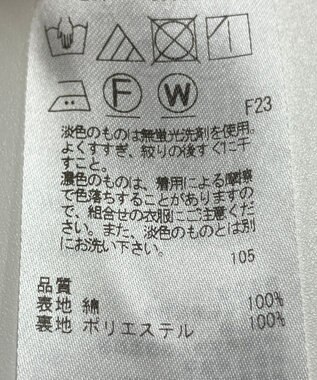 F
W
F23
淡色のものは無蛍光洗剤を使用。
よくすすぎ、絞りの後すぐに干
すこと。
濃色のものは、着用による摩擦
で色落ちすることがありますの
で、組合せの衣服にご注意くだ
さい。また、淡色のものとは別
にお洗い下さい。
105
品質
表地 綿 100%
裏地 ポリエステル 100%